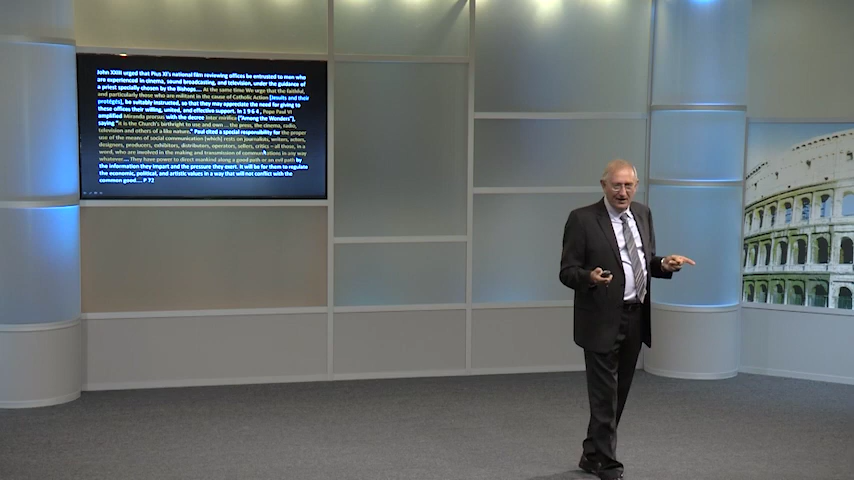 John XXIII urged that Pius XI's national film reviewing offices be entrusted to men who
are experienced in cinema, sound broadcasting, and television, under the guidance of
a priest specially chosen by the Bishops.... At the same time We urge that the faithful,
and particularly those who are militant in the cause of Catholic Action [Jesuits and their
protégés], be suitably instructed, so that they may appreciate the need for giving to
these offices their willing, united, and effective support. In 1 9 6 4 , Pope Paul VI
amplified Miranda prorsus with the decree Inter mirifica ("Among the Wonders"),
saying "It is the Church's birthright to use and own ... the press, the cinema, radio,
television and others of a like nature." Paul cited a special responsibility for the proper
use of the means of social communication [which] rests on journalists, writers, actors,
designers, producers, exhibitors, distributors, operators, sellers, critics – all those, in a
word, who are involved in the making and transmission of communications in any way
whatever.... They have power to direct mankind along a good path or an evil path by
the information they impart and the pressure they exert. It will be for them to regulate
the economic, political, and artistic values in a way that will not conflict with the
common good.... P 72